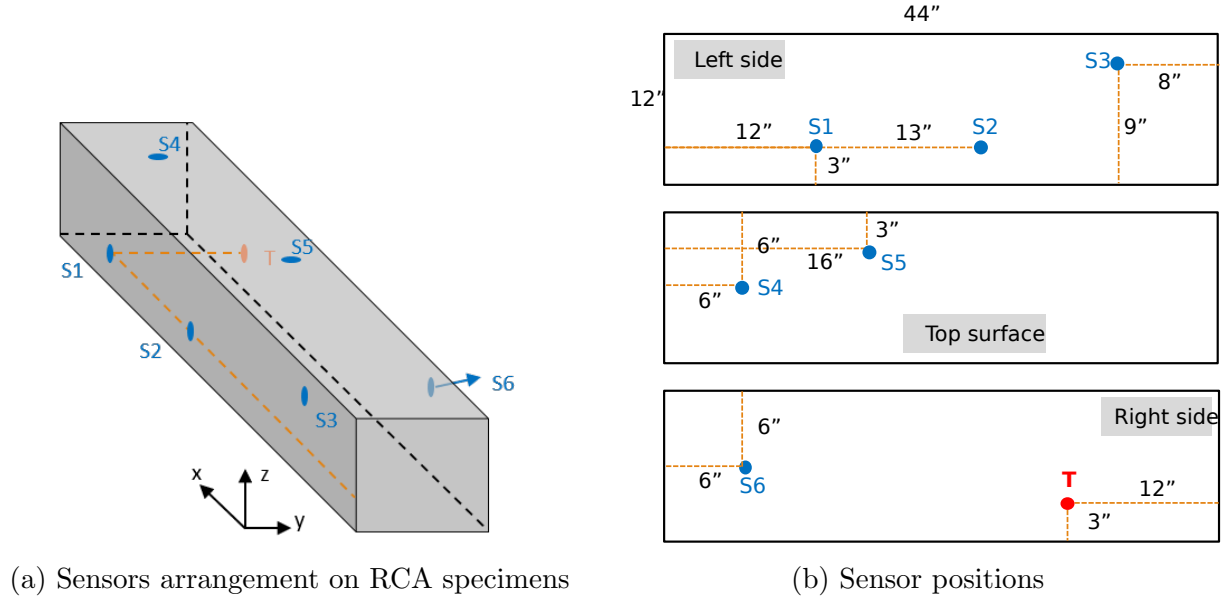 S4
S1
T
S5
S2
S6
S3
x
z
y
(a) Sensors arrangement on RCA specimens
44”
Left side
S3
8”
12”
12”
S1
13”
S2
9”
3”
6”
3”
16”
S5
6”
S4
Top surface
6”
Right side
6”
S6
T
12”
3”
(b) Sensor positions